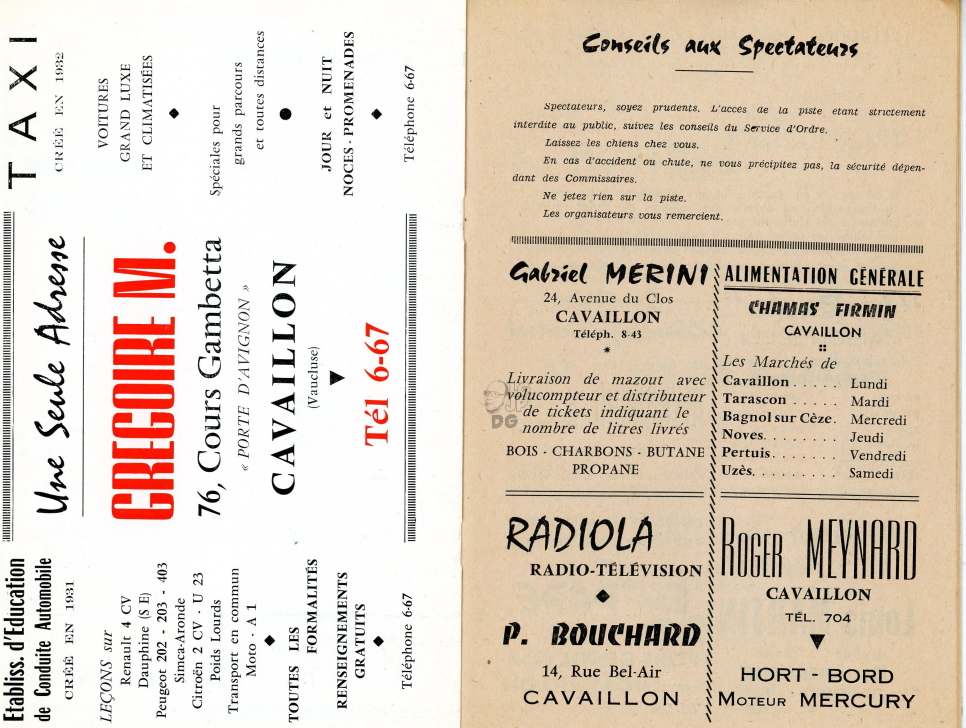 Etabliss. d'Education
de Conduite Automobile
CRÉÉ EN 1931
LEÇONS sur
Renault 4 CV
Dauphine (S E)
Peugeot 202 - 203 - 403
Simca-Aronde
Citroën 2 CV - U 23
Poids Lourds
Transport en commun
Moto - A 1
TOUTES LES
FORMALITÉS
RENSEIGNEMENTS
GRATUITS
Téléphone 6-67
Une Seule Adresse
GREGOIRE M.
76, Cours Gambetta
« PORTE D'AVIGNON »
CAVAILLON
(Vaucluse)
Tél 6-67
TAXI
CRÉÉ EN 1932
VOITURES
GRAND LUXE
ET CLIMATISÉES
Spéciales pour
grands parcours
et toutes distances
JOUR et NUIT
NOCES - PROMENADES
Téléphone 6-67
Conseils aux Spectateurs
Spectateurs, soyez prudents. L'accès de la piste etant strictement
interdite au public, suivez les conseils du Service d'Ordre.
Laissez les chiens chez vous.
En cas d'accident ou chute, ne vous précipitez pas, la sécurité dépen-
dant des Commissaires.
Ne jetez rien sur la piste.
Les organisateurs vous remercient.
Gabriel MERINI
24, Avenue du Clos
CAVAILLON
Téléph. 8-43
Livraison de mazout avec
volucompteur et distributeur
de tickets indiquant le
nombre de litres livrés
BOIS - CHARBONS - BUTANE
PROPANE
ALIMENTATION GÉNÉRALE
CHAMAS FIRMIN
CAVAILLON
Les Marchés de
Cavaillon . . . . . Lundi
Tarascon . . . . . Mardi
Bagnol sur Cèze. Mercredi
Noves. . . . . . . . Jeudi
Pertuis. . . . . . . Vendredi
Uzès. . . . . . . . . Samedi
RADIOLA
RADIO-TÉLÉVISION
P. BOUCHARD
14, Rue Bel-Air
CAVAILLON
ROGER MEYNARD
CAVAILLON
TÉL. 704
HORT - BORD
MOTEUR MERCURY
DG